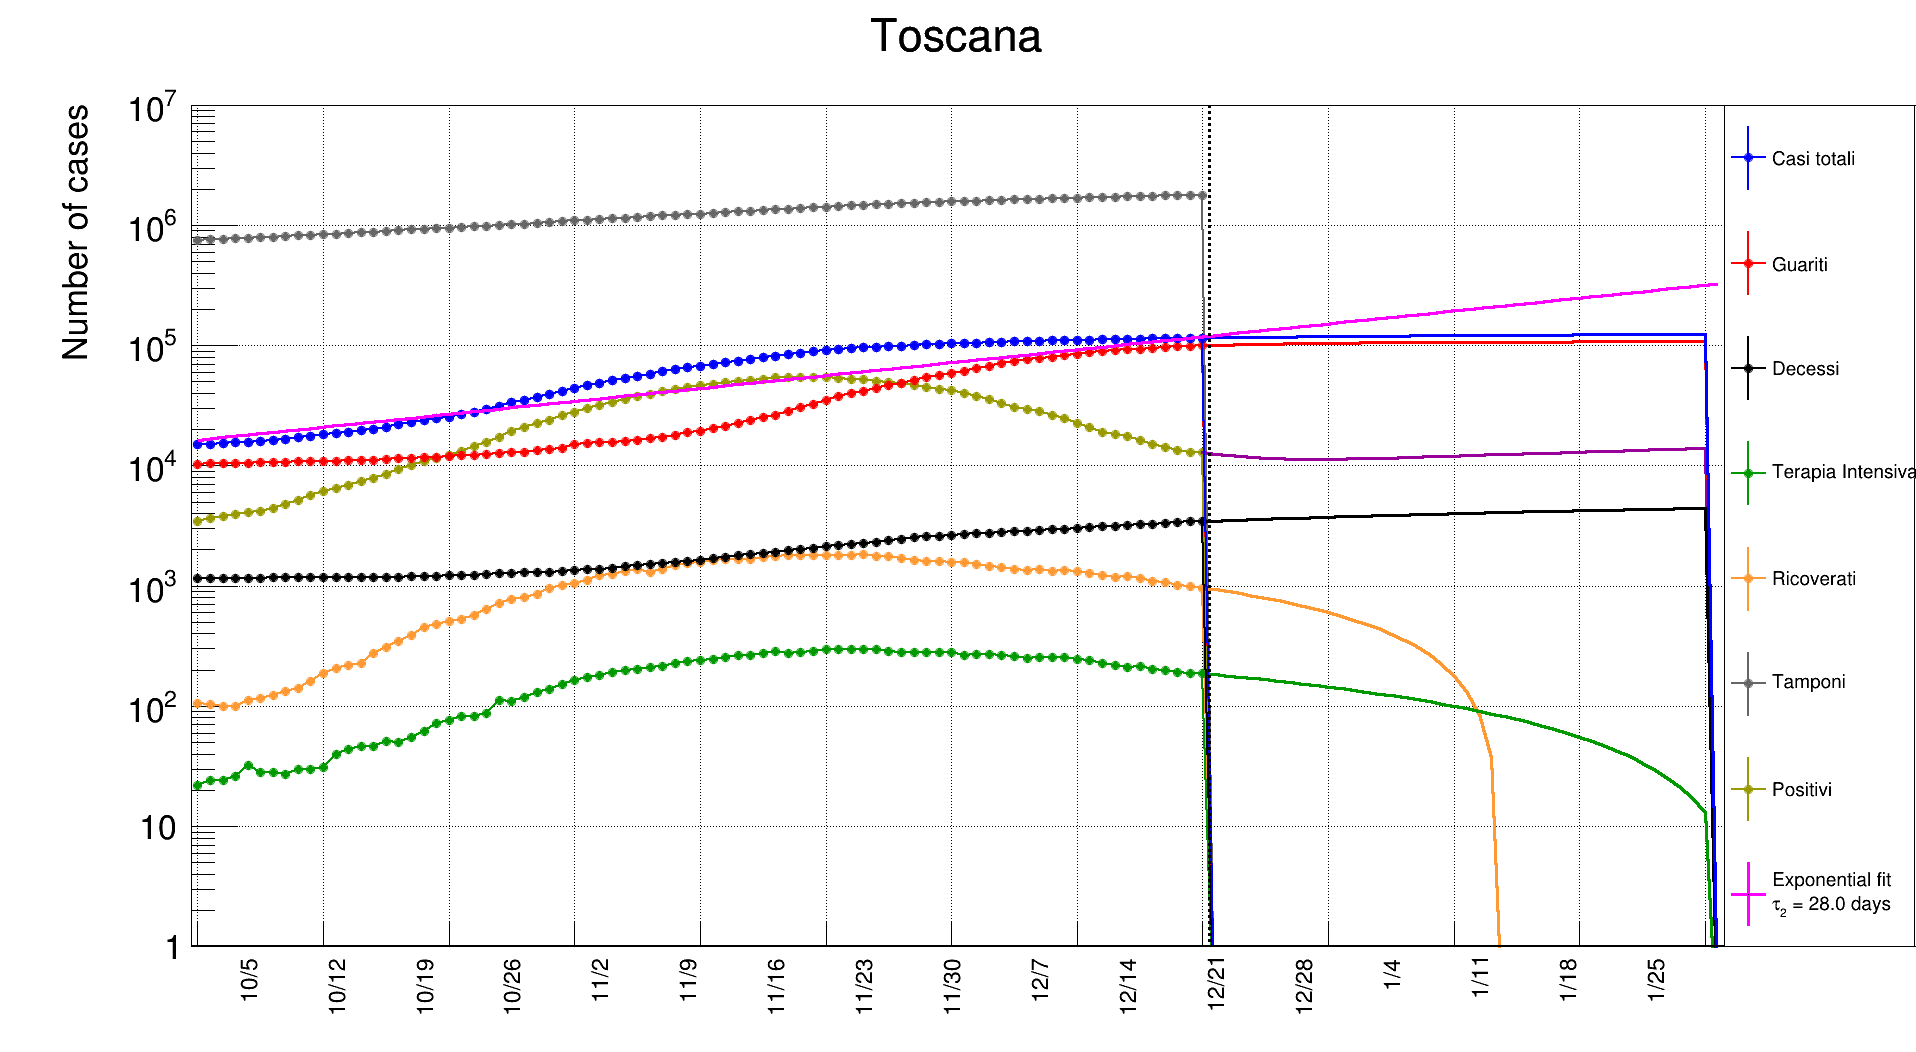 Toscana
Number of cases
10^7
10^6
10^5
10^4
10^3
10^2
10
1
10/5
10/12
10/19
10/26
11/2
11/9
11/16
11/23
11/30
12/7
12/14
12/21
12/28
1/4
1/11
1/18
1/25
Casi totali
Guariti
Decessi
Terapia Intensiva
Ricoverati
Tamponi
Positivi
Exponential fit
τ₂ = 28.0 days